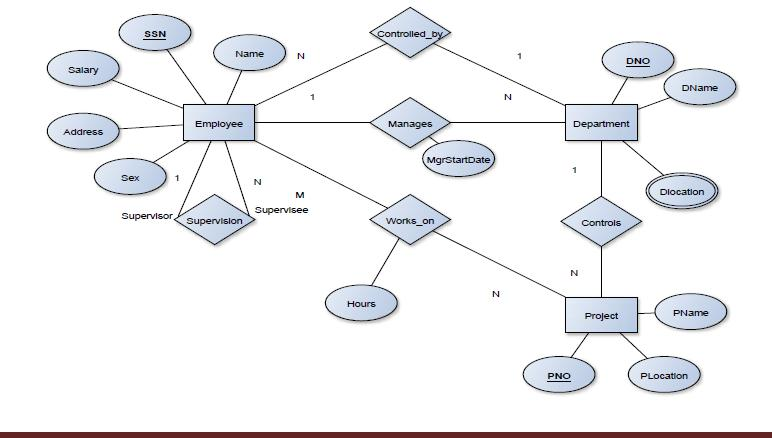 Controlled_by
SSN
Name
N
1
DNO
Salary
DName
1
N
Employee
Manages
Department
Address
MgrStartDate
Sex
1
N
1
M
Dlocation
Supervisor
Supervision
Supervisee
Works_on
Controls
N
N
Hours
Project
PName
PNO
PLocation